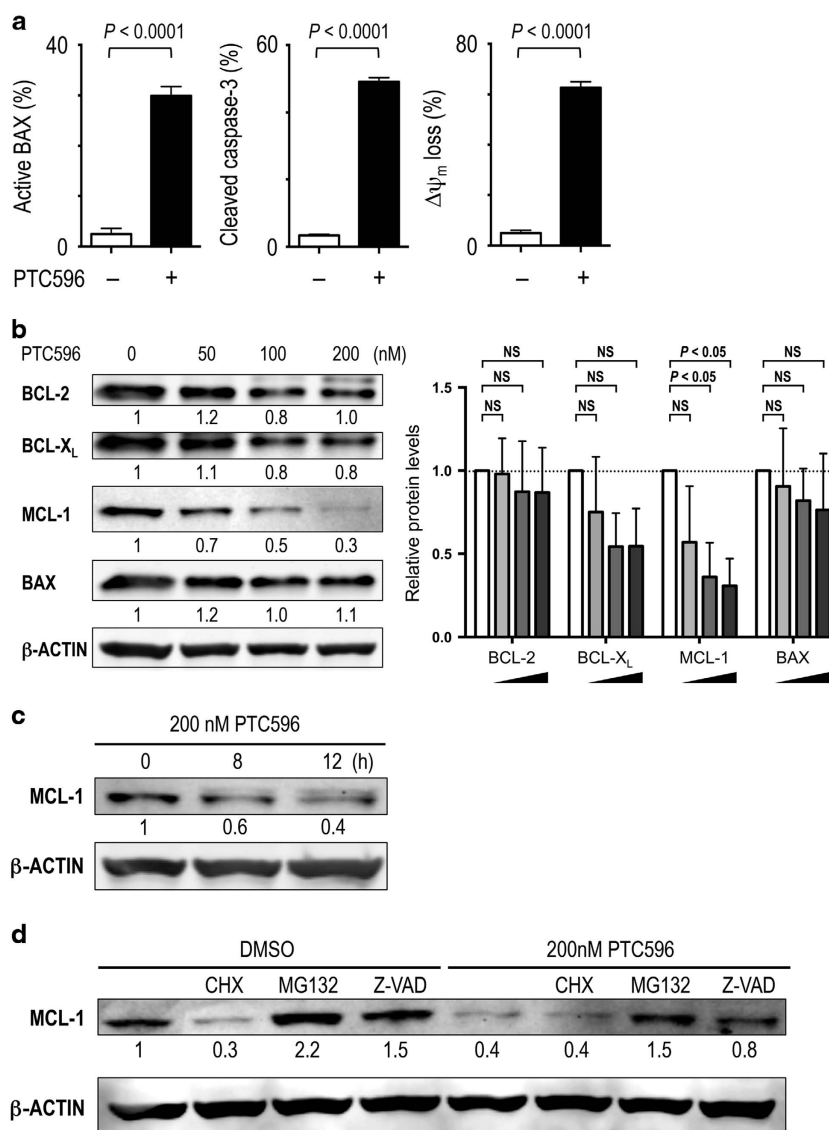 a
P < 0.0001 P < 0.0001 P < 0.0001
Active BAX (%)
40
0
Cleaved caspase-3 (%)
60
0
Δψm loss (%)
80
0
PTC596 – + – + – +
b
PTC596 0 50 100 200 (nM)
BCL-2
1 1.2 0.8 1.0
BCL-XL
1 1.1 0.8 0.8
MCL-1
1 0.7 0.5 0.3
BAX
1 1.2 1.0 1.1
β-ACTIN
NS NS P < 0.05 NS
NS NS P < 0.05 NS
NS NS NS NS
Relative protein levels
1.5
1.0
0.5
0.0
BCL-2 BCL-XL MCL-1 BAX
c
200 nM PTC596
0 8 12 (h)
MCL-1
1 0.6 0.4
β-ACTIN
d
DMSO 200nM PTC596
CHX MG132 Z-VAD CHX MG132 Z-VAD
MCL-1
1 0.3 2.2 1.5 0.4 0.4 1.5 0.8
β-ACTIN